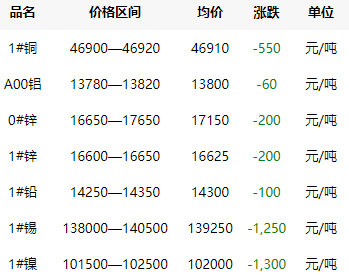 品名 价格区间 均价 涨跌 单位
1#铜 46900—46920 46910 -550 元/吨
A00铝 13780—13820 13800 -60 元/吨
0#锌 16650—17650 17150 -200 元/吨
1#锌 16600—16650 16625 -200 元/吨
1#铅 14250—14350 14300 -100 元/吨
1#锡 138000—140500 139250 -1,250 元/吨
1#镍 101500—102500 102000 -1,300 元/吨